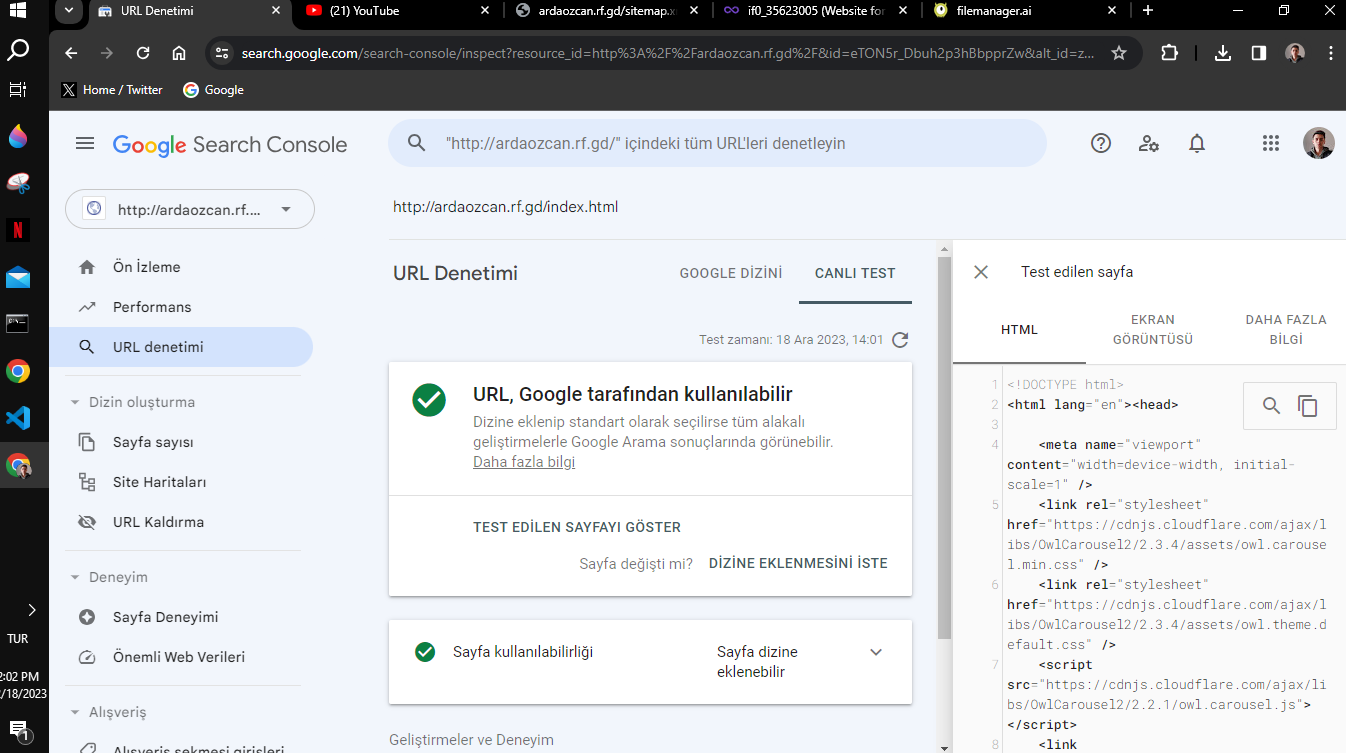 URL Denetimi
(21) YouTube
ardaozcan.rf.gd/sitemap.x
if0_35623005 (Website for
filemanager.ai
search.google.com/search-console/inspect?resource_id=http%3A%2F%2Fardaozcan.rf.gd%2F&id=eTON5r_Dbuh2p3hBbpprZw&alt_id=z...
Home / Twitter
Google
Google Search Console
"http://ardaozcan.rf.gd/" içindeki tüm URL'leri denetleyin
http://ardaozcan.rf....
http://ardaozcan.rf.gd/index.html
Ön İzleme
Performans
URL denetimi
Dizin oluşturma
Sayfa sayısı
Site Haritaları
URL Kaldırma
Deneyim
Sayfa Deneyimi
Önemli Web Verileri
Alışveriş
Alışveriş sekmesi girişleri
URL Denetimi
GOOGLE DİZİNİ
CANLI TEST
Test zamanı: 18 Ara 2023, 14:01
URL, Google tarafından kullanılabilir
Dizine eklenip standart olarak seçilirse tüm alakalı
geliştirmelerle Google Arama sonuçlarında görünebilir.
Daha fazla bilgi
TEST EDİLEN SAYFAYI GÖSTER
Sayfa değişti mi?
DİZİNE EKLENMESİNİ İSTE
Sayfa kullanılabilirliği
Sayfa dizine
eklenebilir
Geliştirmeler ve Deneyim
Test edilen sayfa
HTML
EKRAN
GÖRÜNTÜSÜ
DAHA FAZLA
BİLGİ
1 <!DOCTYPE html>
2 <html lang="en"><head>
3
4 <meta name="viewport"
content="width=device-width, initial-
scale=1" />
5 <link rel="stylesheet"
href="https://cdnjs.cloudflare.com/ajax/l
ibs/OwlCarousel2/2.3.4/assets/owl.carouse
l.min.css" />
6 <link rel="stylesheet"
href="https://cdnjs.cloudflare.com/ajax/l
ibs/OwlCarousel2/2.3.4/assets/owl.theme.d
efault.css" />
7 <script
src="https://cdnjs.cloudflare.com/ajax/li
bs/OwlCarousel2/2.2.1/owl.carousel.js">
</script>
8 <link
TUR
2:02 PM
/18/2023
1